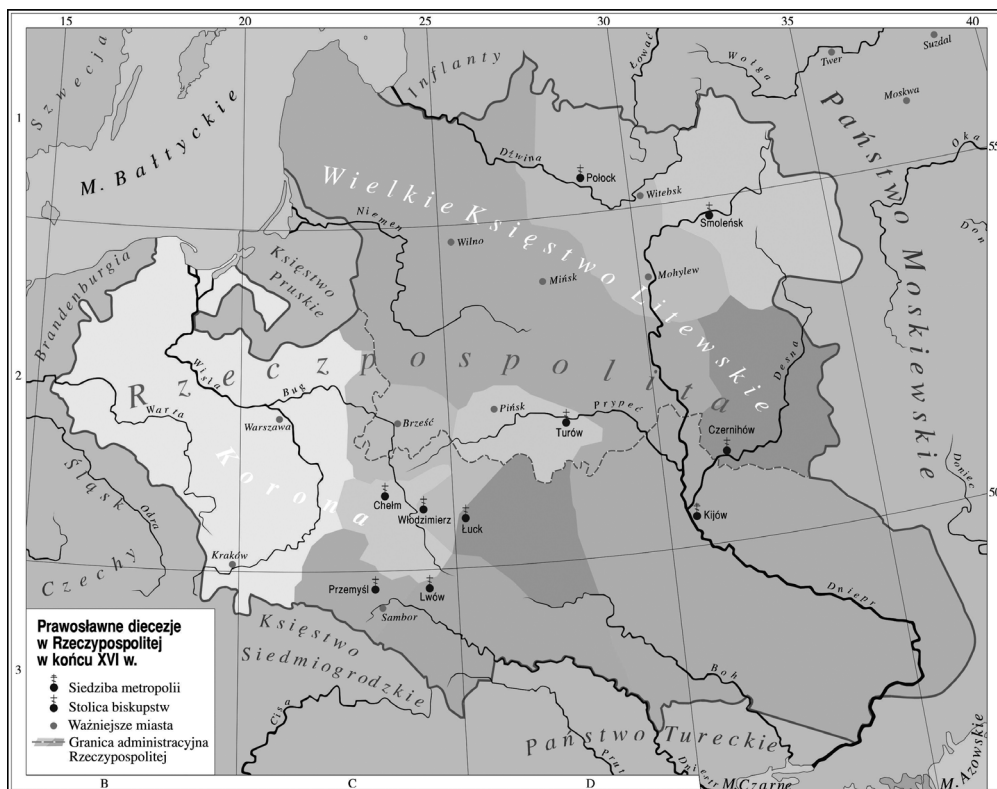 15
20
25
30
35
40
Szwecja
M. Bałtyckie
Inflanty
Łować
Wołga
Twer
Suzdal
Moskwa
Oka
Państwo Moskiewskie
1
55
Dźwina
Połock
Witebsk
Smoleńsk
Wielkie Księstwo Litewskie
Niemen
Wilno
Mińsk
Mohylew
Don
Brandenburgia
Księstwo
Pruskie
2
Rzeczpospolita
Wisła
Bug
Warta
Warszawa
Brześć
Pińsk
Turów
Prypeć
Desna
Czernihów
Korona
Śląsk
Odra
Chełm
Włodzimierz
Łuck
Kijów
Doniec
50
Czechy
Kraków
Przemyśl
Lwów
Sambor
Dniepr
Księstwo
Siedmiogrodzkie
3
Boh
Cisa
Prut
Państwo Tureckie
Dniestr
M.Czarne
M. Azowskie
Prawosławne diecezje
w Rzeczypospolitej
w końcu XVI w.
Siedziba metropolii
Stolica biskupstw
Ważniejsze miasta
Granica administracyjna
Rzeczypospolitej
B
C
D